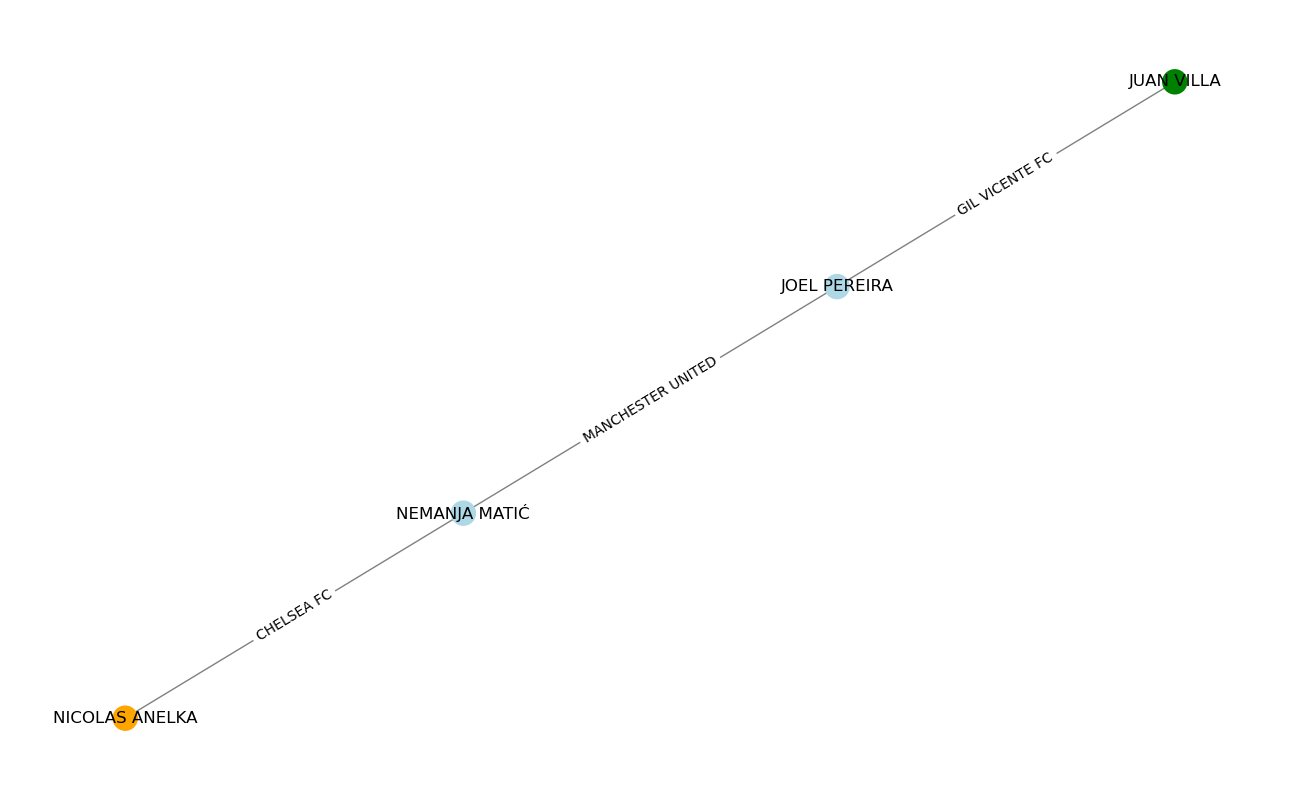 JUAN VILLA
GIL VICENTE FC
JOEL PEREIRA
MANCHESTER UNITED
NEMANJA MATIĆ
CHELSEA FC
NICOLAS ANELKA